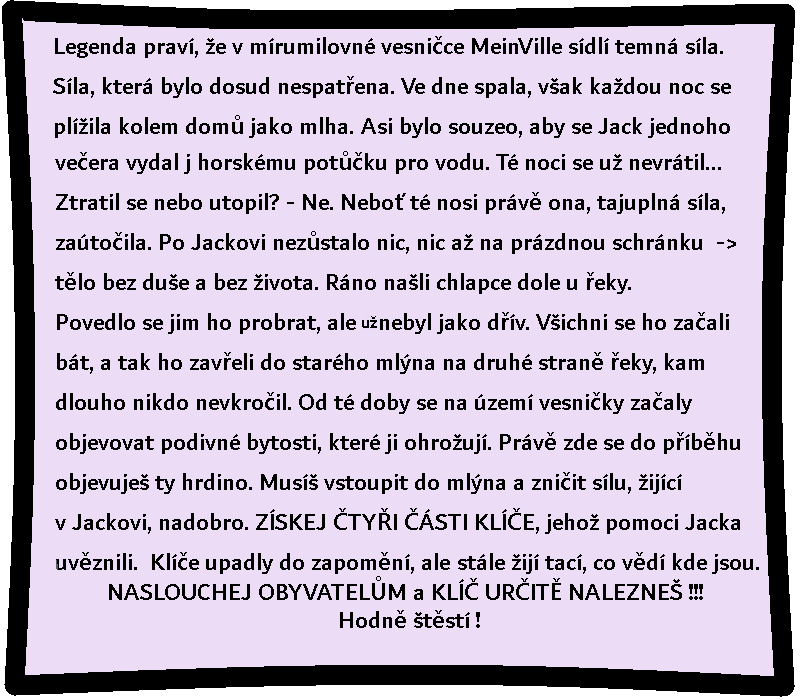 Legenda praví, že v mírumilovné vesničce MeinVille sídlí temná síla.
Síla, která bylo dosud nespatřena. Ve dne spala, však každou noc se
plížila kolem domů jako mlha. Asi bylo souzeo, aby se Jack jednoho
večera vydal j horskému potůčku pro vodu. Té noci se už nevrátil...
Ztratil se nebo utopil? - Ne. Neboť té nosi právě ona, tajuplná síla,
zaútočila. Po Jackovi nezůstalo nic, nic až na prázdnou schránku ->
tělo bez duše a bez života. Ráno našli chlapce dole u řeky.
Povedlo se jim ho probrat, ale už nebyl jako dřív. Všichni se ho začali
bát, a tak ho zavřeli do starého mlýna na druhé straně řeky, kam
dlouho nikdo nevkročil. Od té doby se na území vesničky začaly
objevovat podivné bytosti, které ji ohrožují. Právě zde se do příběhu
objevuješ ty hrdino. Musíš vstoupit do mlýna a zničit sílu, žijící
v Jackovi, nadobro. ZÍSKEJ ČTYŘI ČÁSTI KLÍČE, jehož pomoci Jacka
uvěznili. Klíče upadly do zapomění, ale stále žijí tací, co vědí kde jsou.
NASLOUCHEJ OBYVATELŮM a KLÍČ URČITĚ NALEZNEŠ !!!
Hodně štěstí !